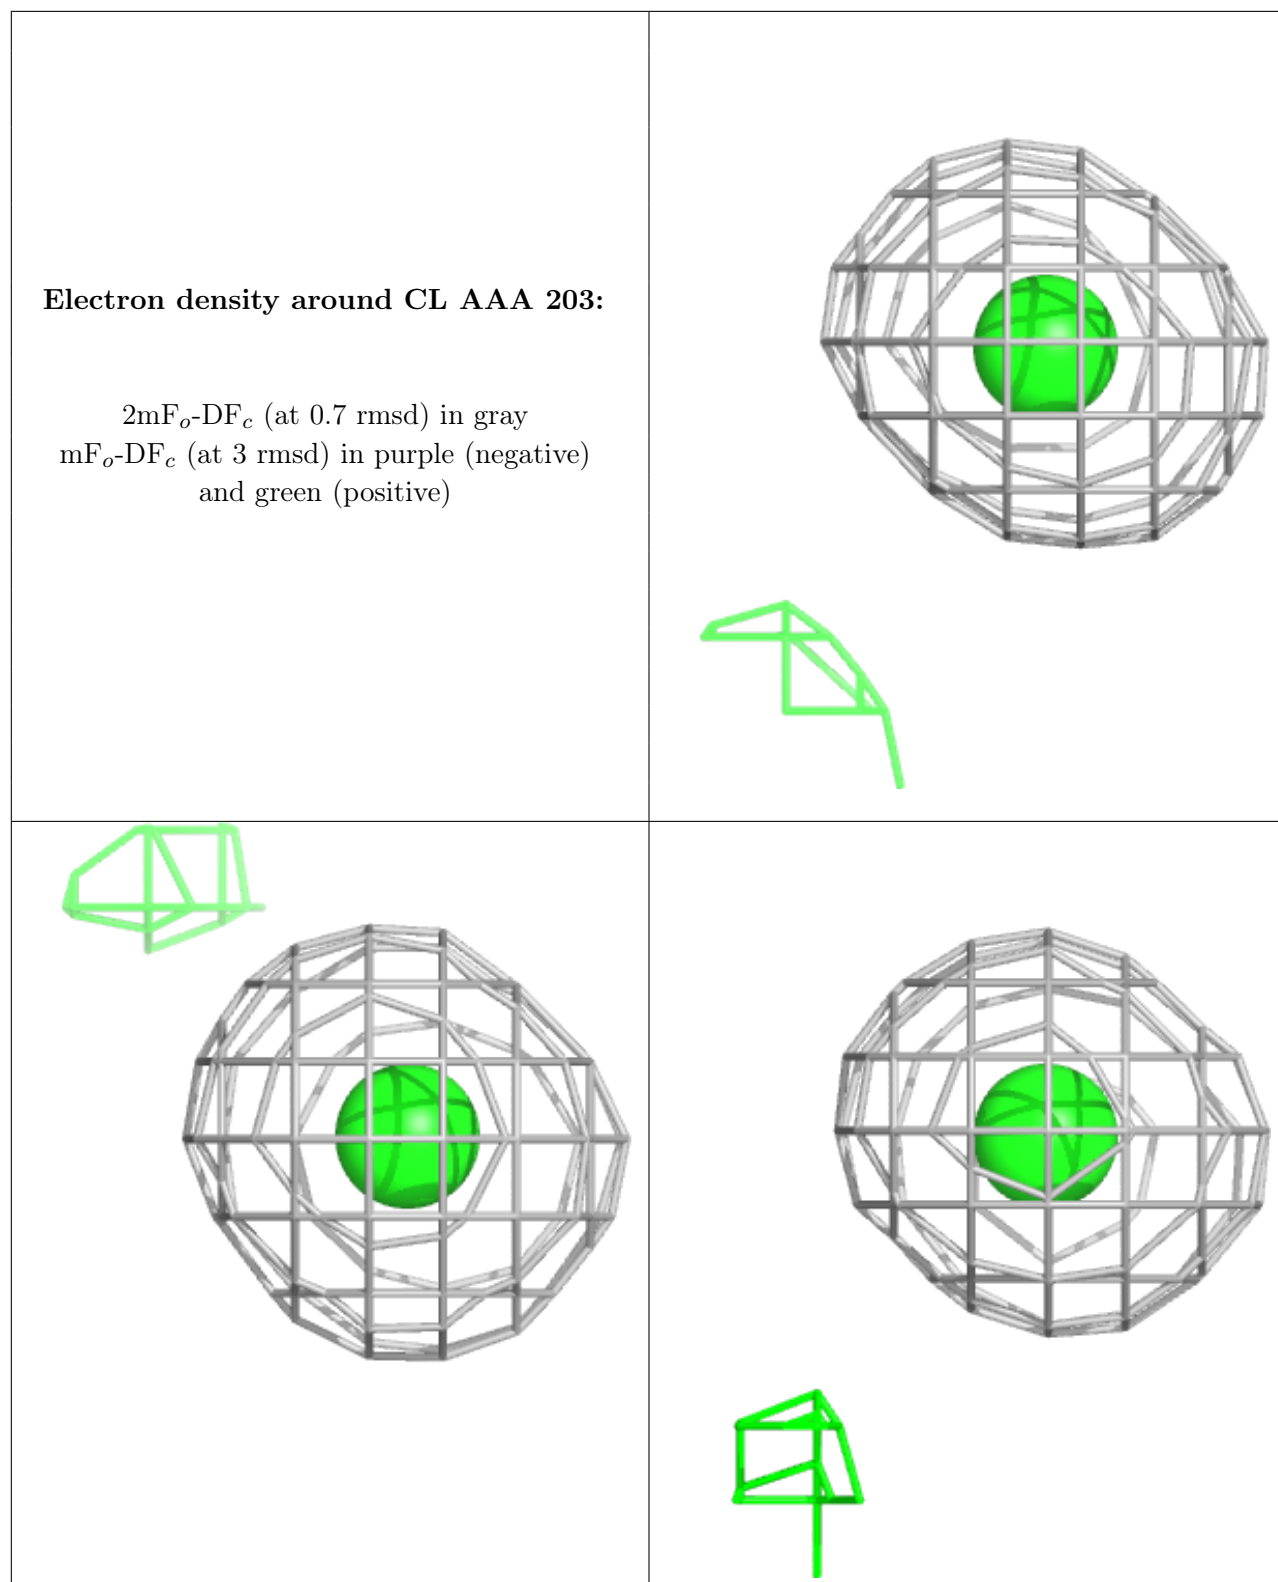 Electron density around CL AAA 203:
2mFo-DFc (at 0.7 rmsd) in gray
mFo-DFc (at 3 rmsd) in purple (negative)
and green (positive)